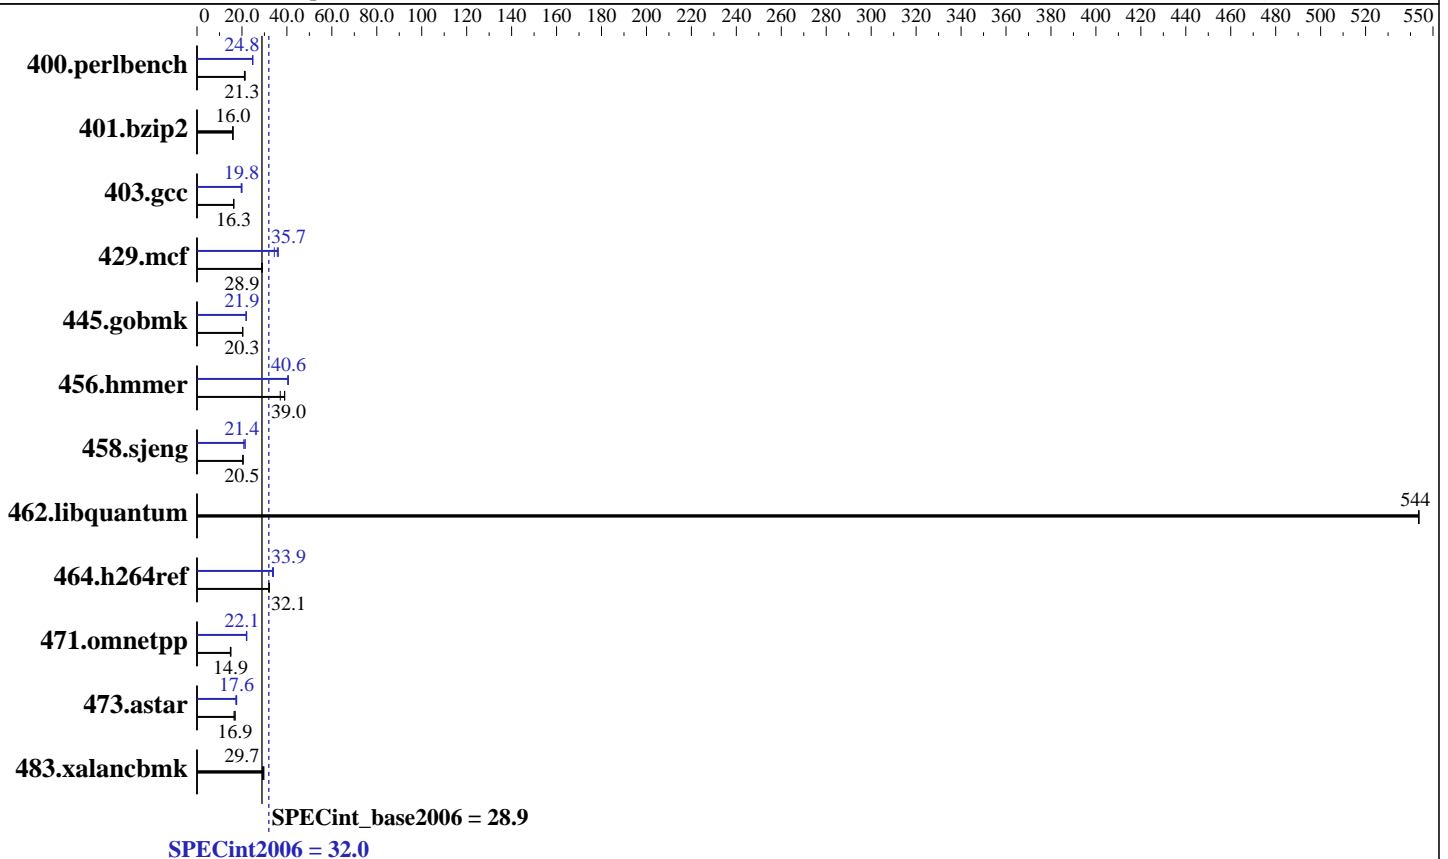 0 20.0 40.0 60.0 80.0 100 120 140 160 180 200 220 240 260 280 300 320 340 360 380 400 420 440 460 480 500 520 550
24.8
400.perlbench
21.3
16.0
401.bzip2
19.8
403.gcc
16.3
35.7
429.mcf
28.9
21.9
445.gobmk
20.3
40.6
456.hmmer
39.0
21.4
458.sjeng
20.5
544
462.libquantum
33.9
464.h264ref
32.1
22.1
471.omnetpp
14.9
17.6
473.astar
16.9
29.7
483.xalancbmk
SPECint_base2006 = 28.9
SPECint2006 = 32.0